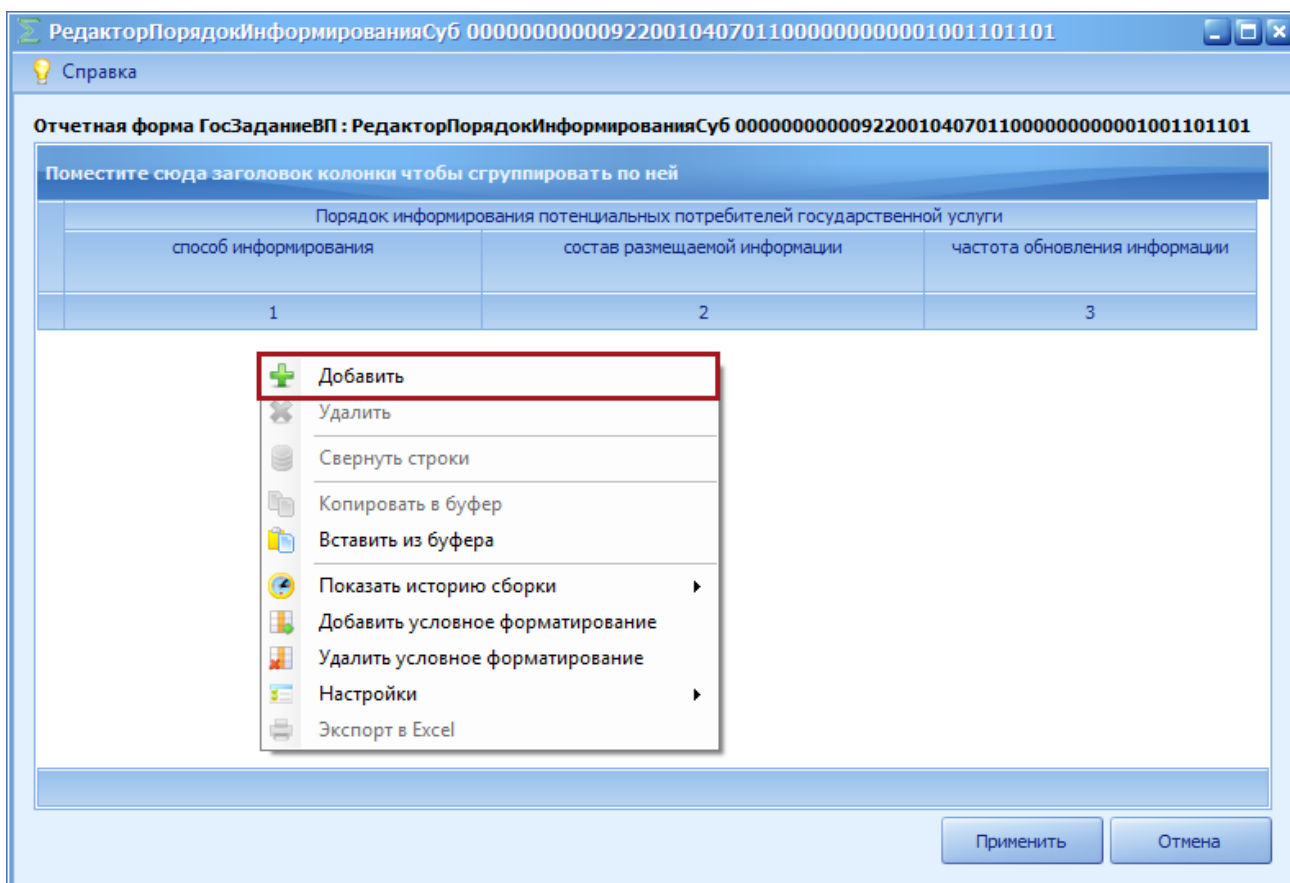 РедакторПорядокИнформированияСуб 000000000009220010407011000000000001001101101
Справка
Отчетная форма ГосЗаданиеВП : РедакторПорядокИнформированияСуб 000000000009220010407011000000000001001101101
Поместите сюда заголовок колонки чтобы сгруппировать по ней
Порядок информирования потенциальных потребителей государственной услуги
способ информирования состав размещаемой информации частота обновления информации
1 2 3
Добавить
Удалить
Свернуть строки
Копировать в буфер
Вставить из буфера
Показать историю сборки
Добавить условное форматирование
Удалить условное форматирование
Настройки
Экспорт в Excel
Применить Отмена